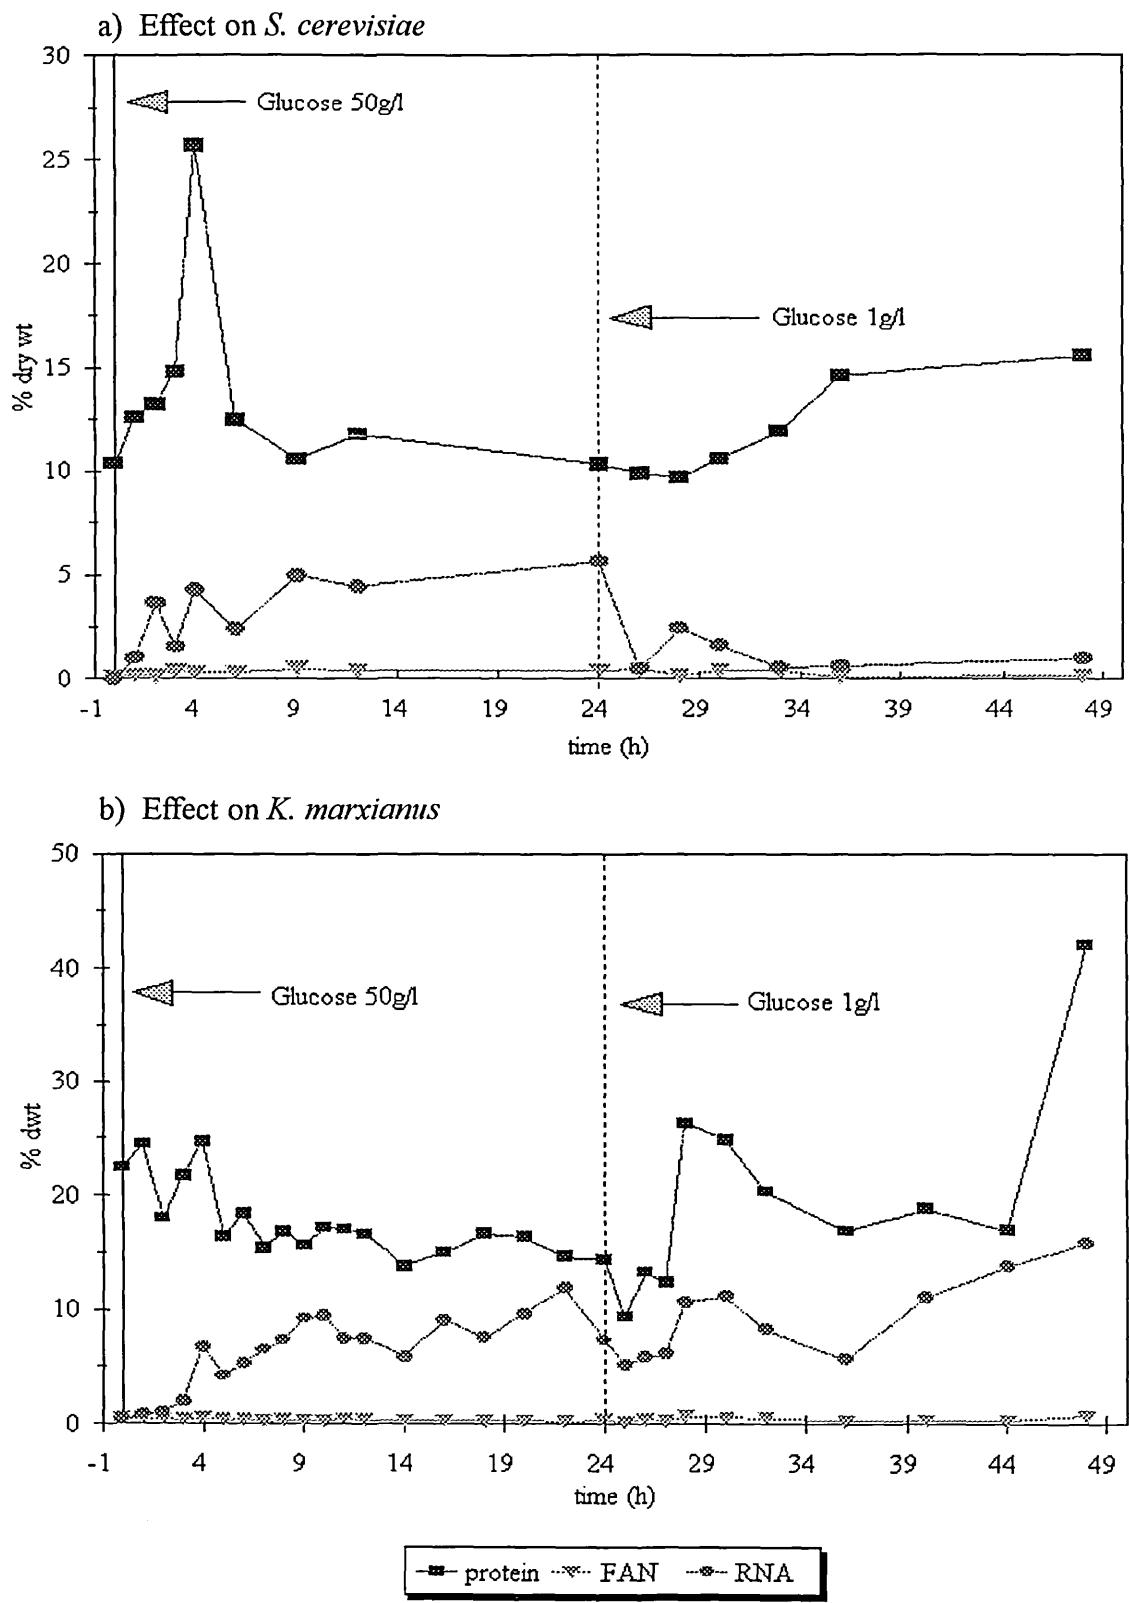 a) Effect on S. cerevisiae
30
25
20
15
10
5
0
% dry wt
Glucose 50g/l
Glucose 1g/l
-1 4 9 14 19 24 29 34 39 44 49
time (h)
b) Effect on K. marxianus
50
40
30
20
10
0
% dwt
Glucose 50g/l
Glucose 1g/l
-1 4 9 14 19 24 29 34 39 44 49
time (h)
protein FAN RNA